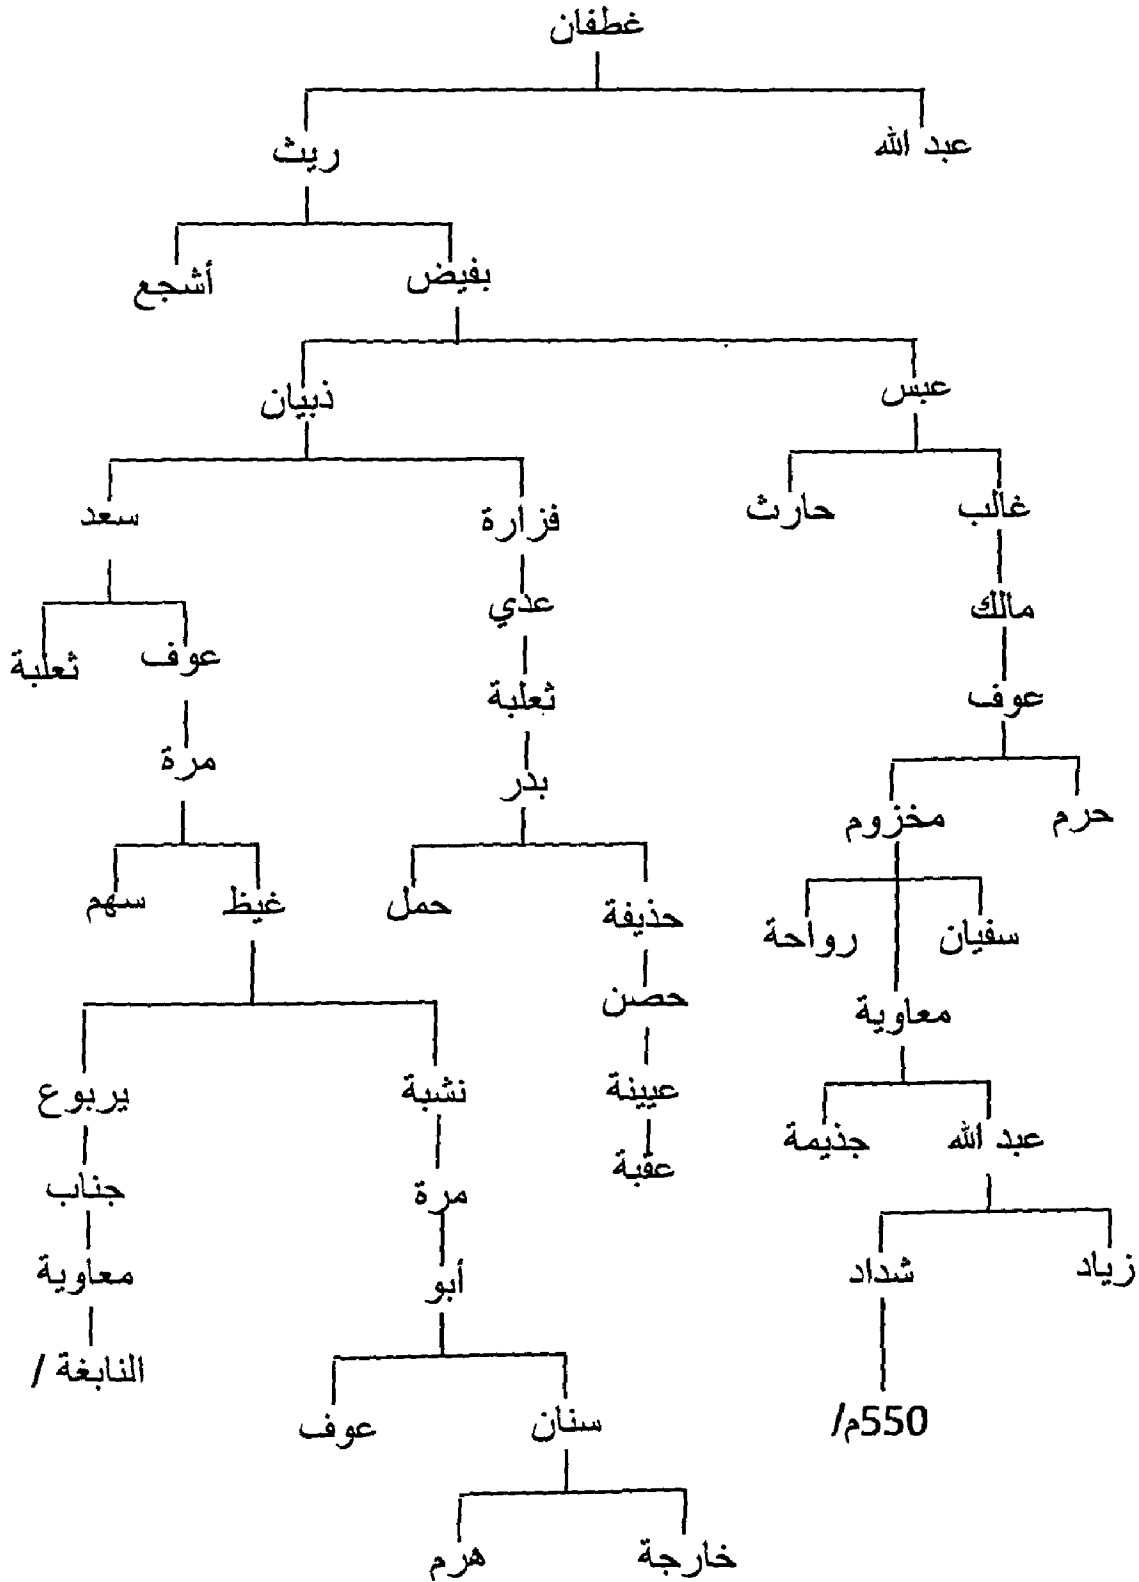 غطفان
عبد الله
ريث
بفيض
أشجع
عبس
ذبيان
غالب
حارث
فزارة
سعد
مالك
عدي
عوف
ثعلبة
عوف
ثعلبة
مرة
بدر
حرم
مخزوم
سفيان
رواحة
حذيفة
حمل
غيظ
سهم
معاوية
حصن
عيينة
نشبة
يربوع
عبد الله
جذيمة
عقبة
مرة
جناب
زياد
شداد
أبو
معاوية
النابغة /
550م/
سنان
عوف
خارجة
هرم